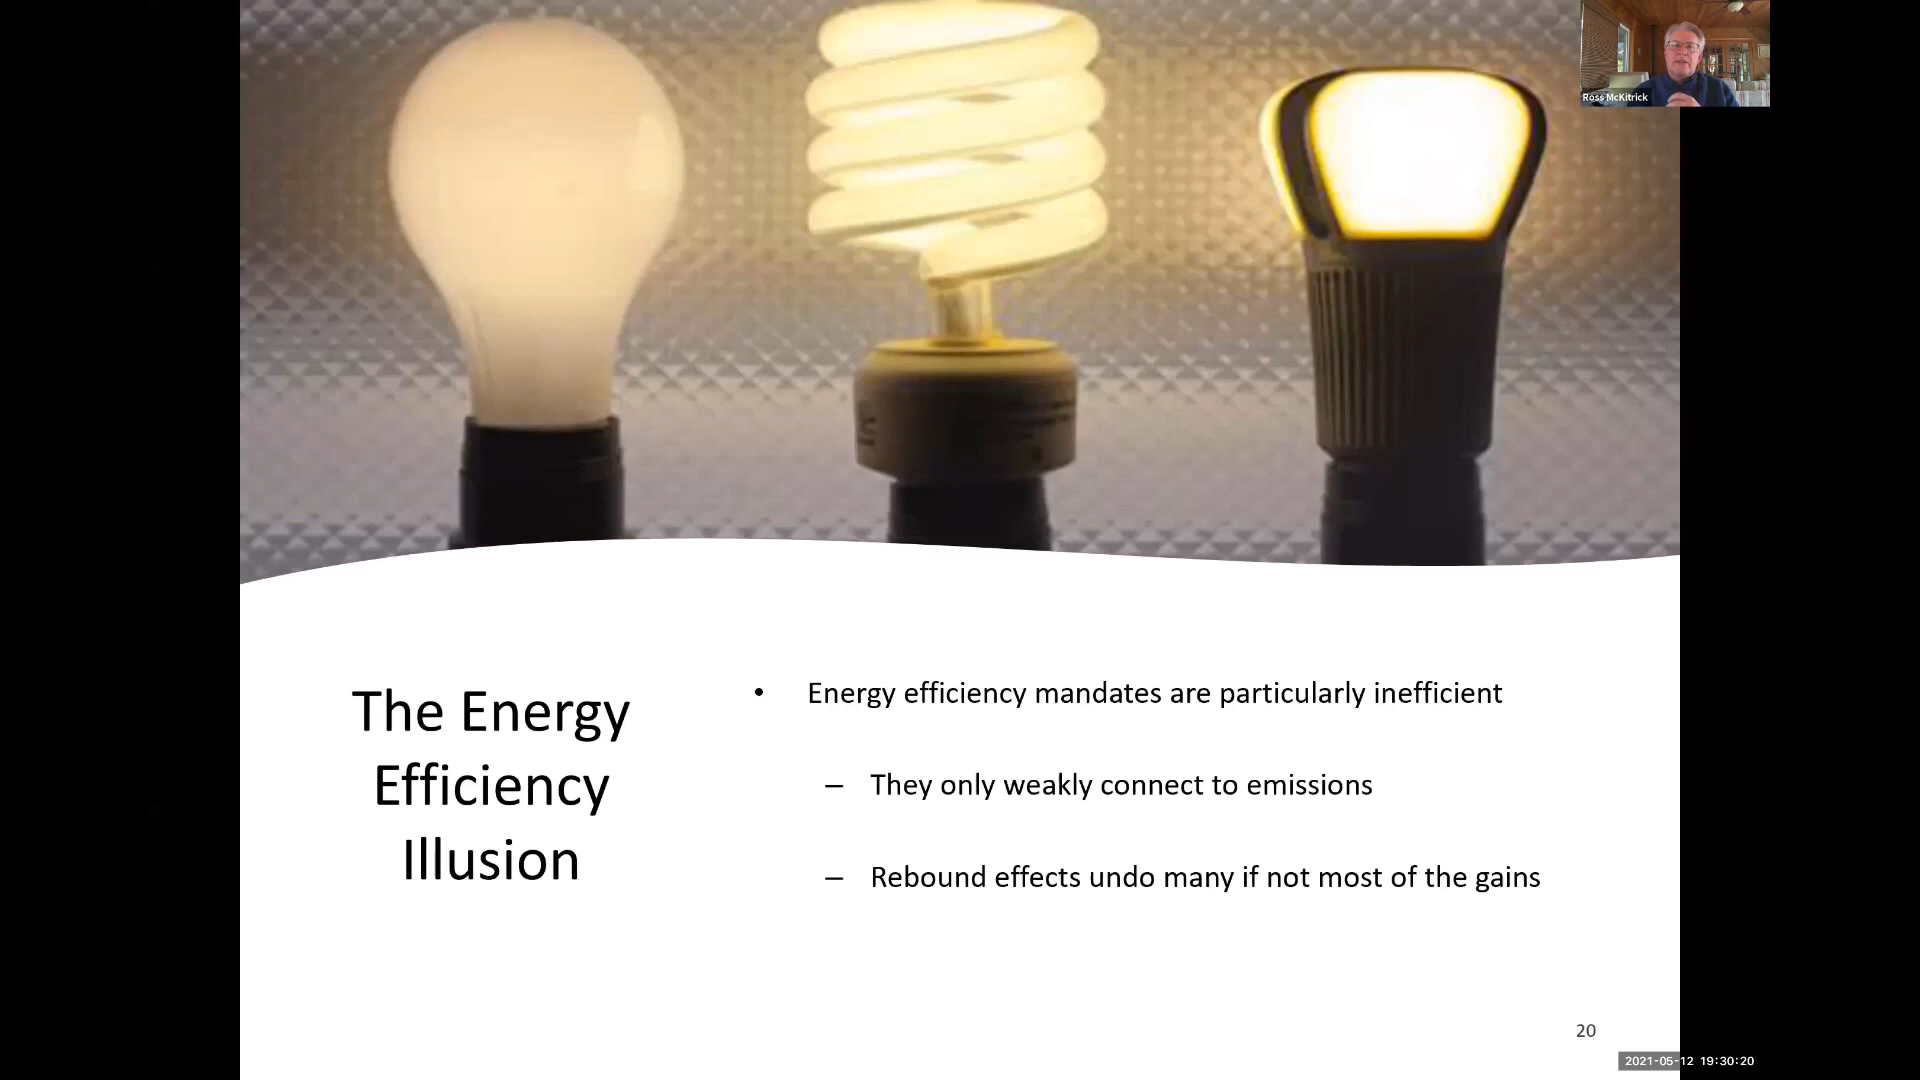 Ross McKitrick
The Energy
Efficiency
Illusion
• Energy efficiency mandates are particularly inefficient
– They only weakly connect to emissions
– Rebound effects undo many if not most of the gains
20
2021-05-12 19:30:20